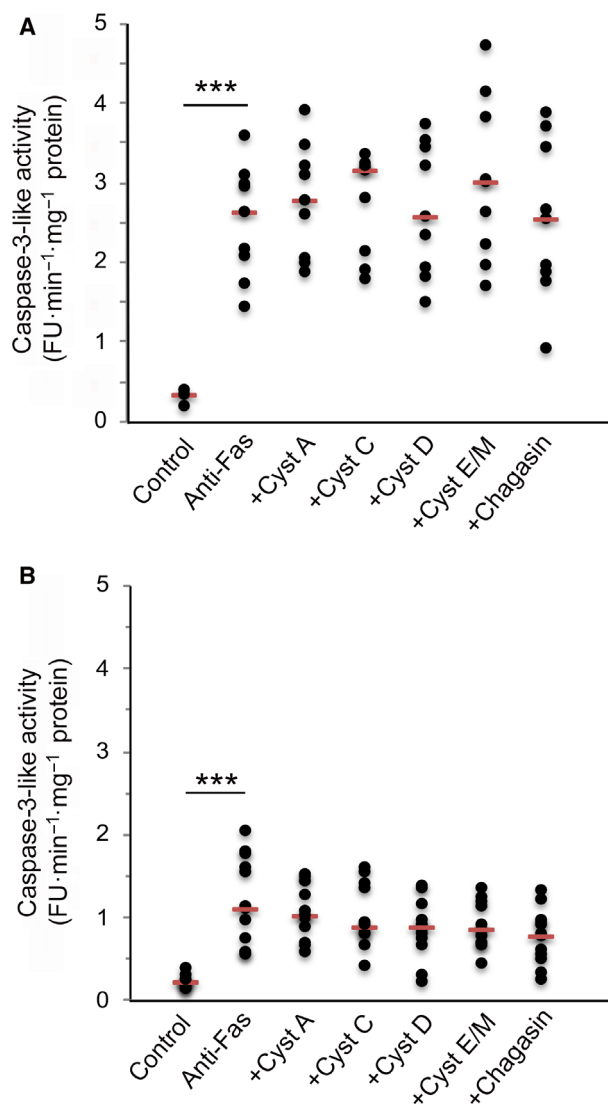 A
Caspase-3-like activity
(FU·min⁻¹·mg⁻¹ protein)
5
4
3
2
1
0
***
Control
Anti-Fas
+Cyst A
+Cyst C
+Cyst D
+Cyst E/M
+Chagasin
B
Caspase-3-like activity
(FU·min⁻¹·mg⁻¹ protein)
5
4
3
2
1
0
***
Control
Anti-Fas
+Cyst A
+Cyst C
+Cyst D
+Cyst E/M
+Chagasin